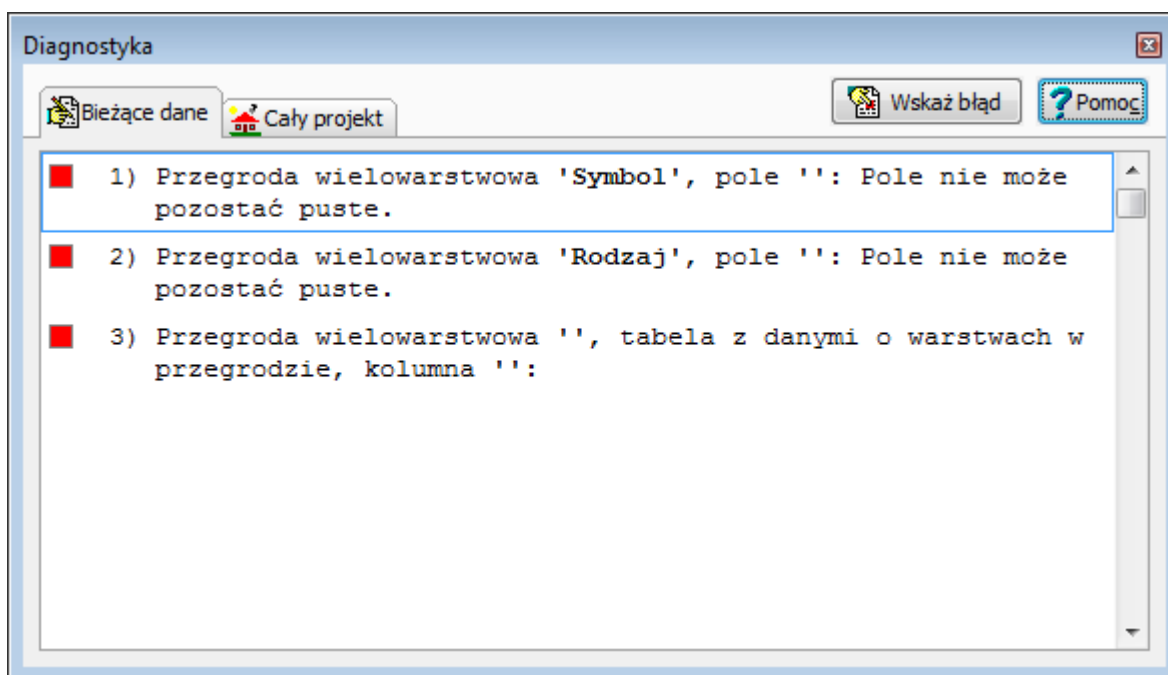 Diagnostyka
Bieżące dane
Cały projekt
Wskaż błąd
Pomoc
1) Przegroda wielowarstwowa 'Symbol', pole '': Pole nie może
pozostać puste.
2) Przegroda wielowarstwowa 'Rodzaj', pole '': Pole nie może
pozostać puste.
3) Przegroda wielowarstwowa '', tabela z danymi o warstwach w
przegrodzie, kolumna '':